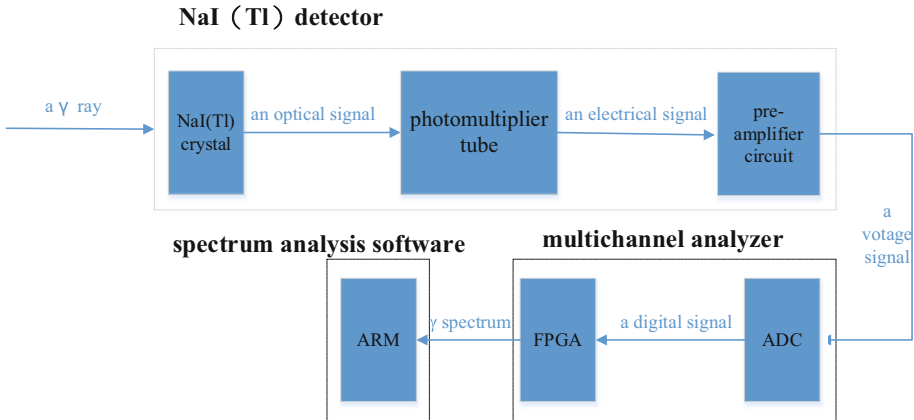 NaI（Tl）detector
a γ ray
NaI(Tl)
crystal
an optical signal
photomultiplier
tube
an electrical signal
pre-
amplifier
circuit
a
votage
signal
spectrum analysis software
multichannel analyzer
ARM
γ spectrum
FPGA
a digital signal
ADC